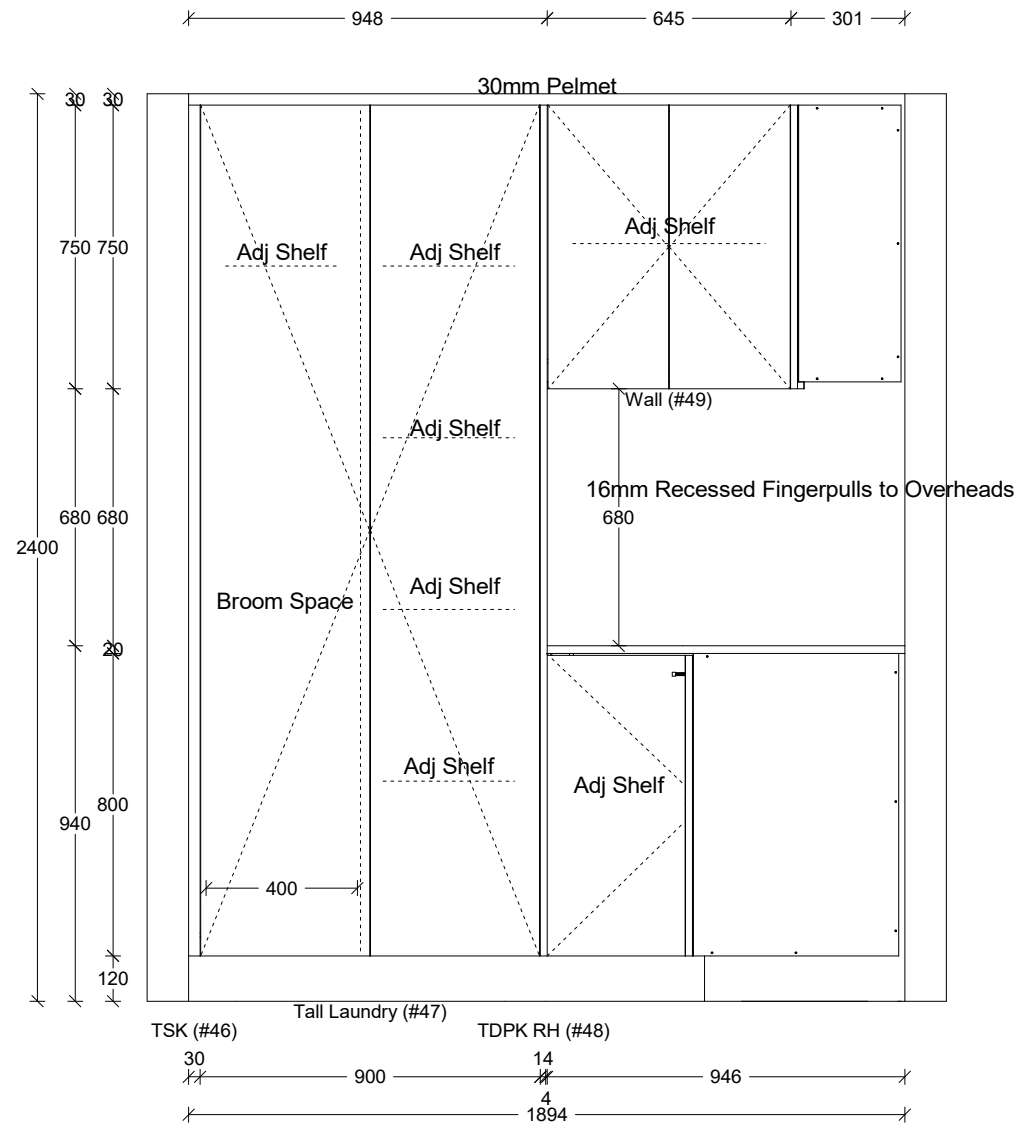 948 645 301
30mm Pelmet
30 30
750 750
Adj Shelf Adj Shelf Adj Shelf
Wall (#49)
Adj Shelf
16mm Recessed Fingerpulls to Overheads
2400 680 680 680
Adj Shelf
Broom Space
20
Adj Shelf Adj Shelf
940 800
400
120
Tall Laundry (#47)
TSK (#46) TDPK RH (#48)
30 900 14 946
4
1894